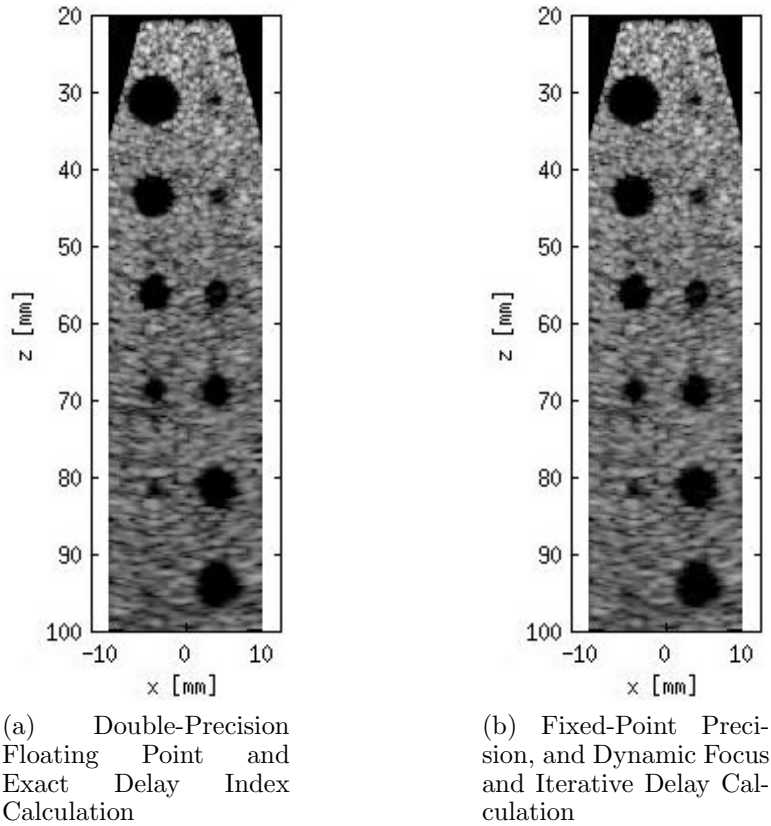 20
30
40
50
60
70
80
90
100
z [mm]
-10 0 10
x [mm]
(a) Double-Precision
Floating Point and
Exact Delay Index
Calculation
20
30
40
50
60
70
80
90
100
z [mm]
-10 0 10
x [mm]
(b) Fixed-Point Preci-
sion, and Dynamic Focus
and Iterative Delay Cal-
culation